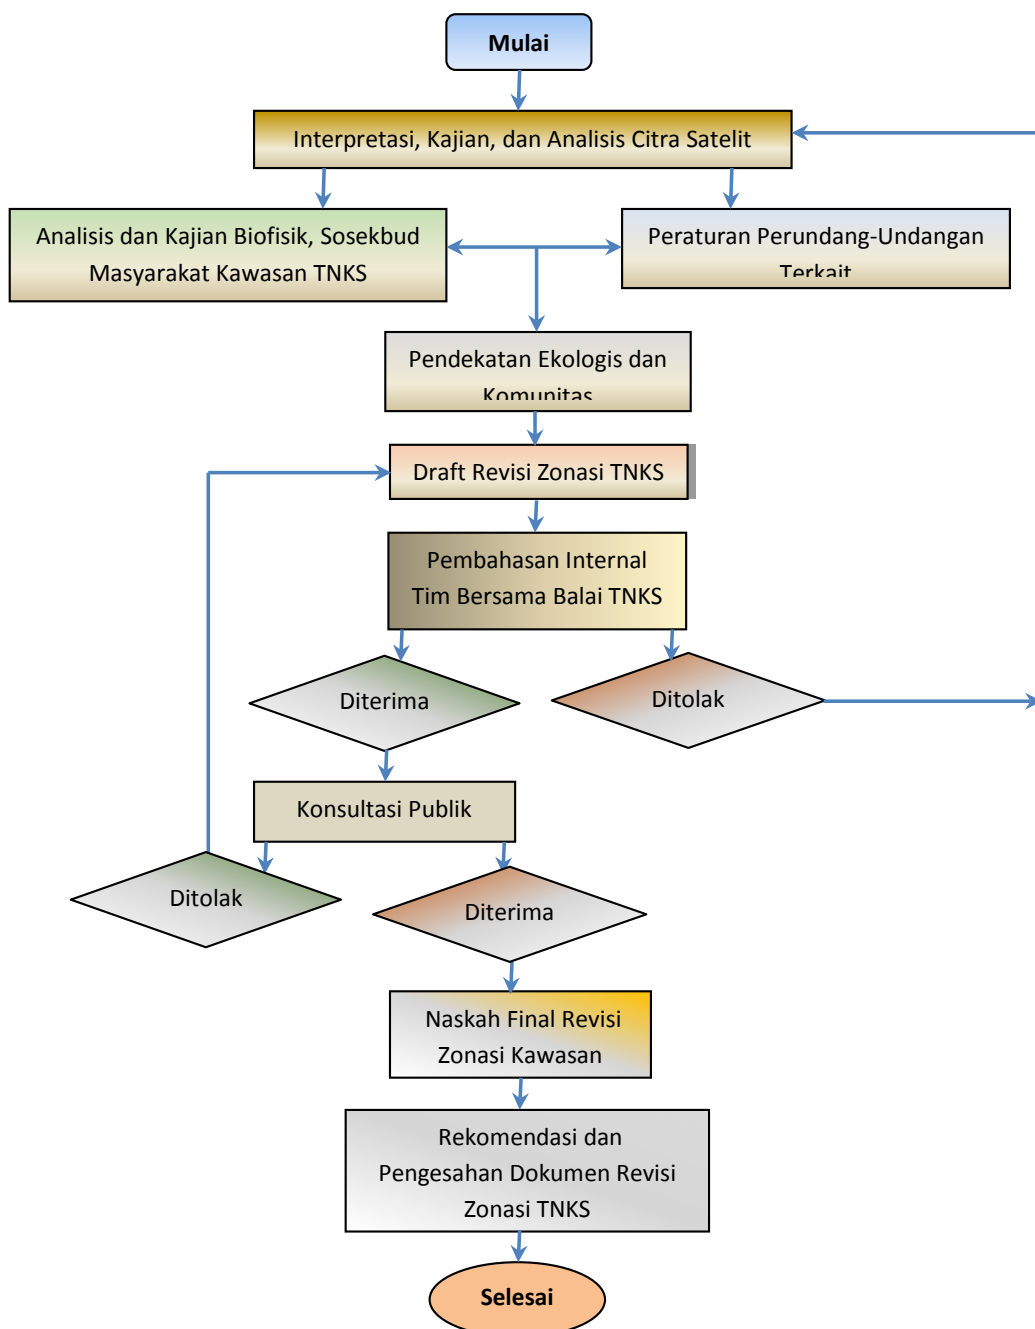 Mulai
Interpretasi, Kajian, dan Analisis Citra Satelit
Analisis dan Kajian Biofisik, Sosekbud
Masyarakat Kawasan TNKS
Peraturan Perundang-Undangan
Terkait
Pendekatan Ekologis dan
Komunitas
Draft Revisi Zonasi TNKS
Pembahasan Internal
Tim Bersama Balai TNKS
Diterima
Ditolak
Konsultasi Publik
Ditolak
Diterima
Naskah Final Revisi
Zonasi Kawasan
Rekomendasi dan
Pengesahan Dokumen Revisi
Zonasi TNKS
Selesai